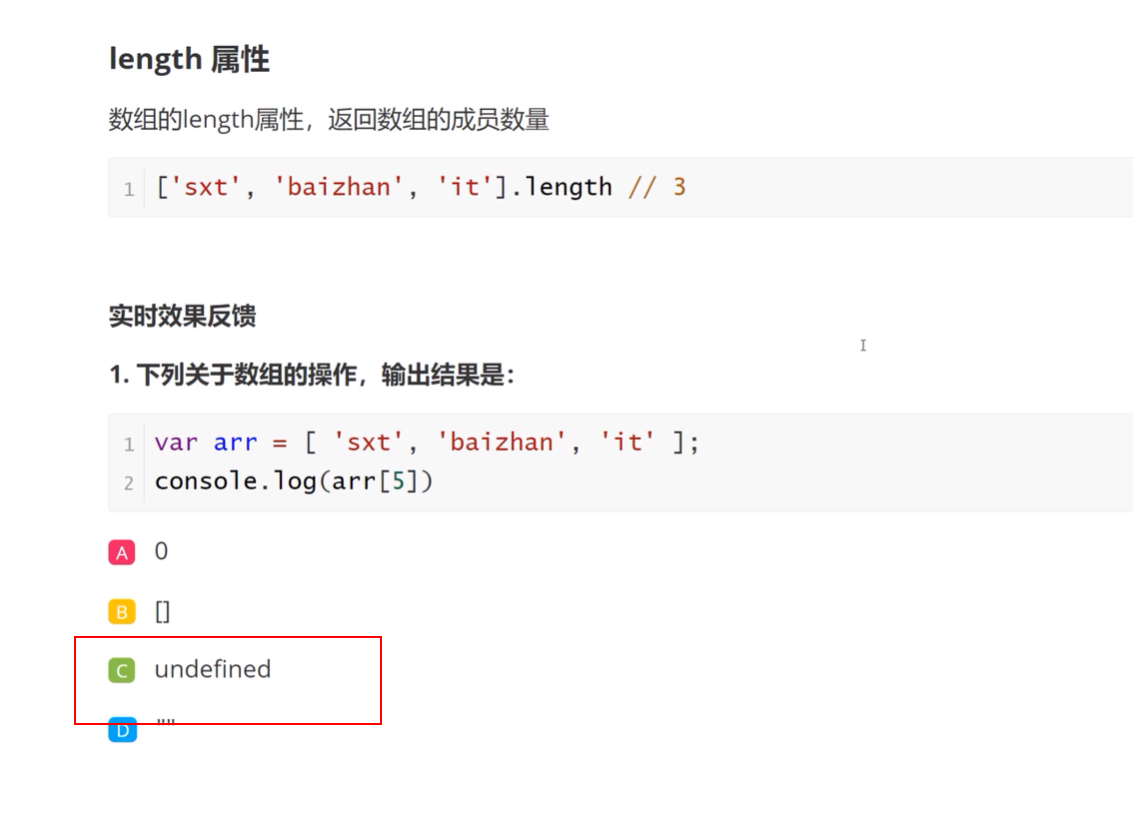 length 属性
数组的length属性，返回数组的成员数量
1 ['sxt', 'baizhan', 'it'].length // 3
实时效果反馈
1. 下列关于数组的操作，输出结果是：
1 var arr = [ 'sxt', 'baizhan', 'it' ];
2 console.log(arr[5])
A 0
B []
C undefined
D ""